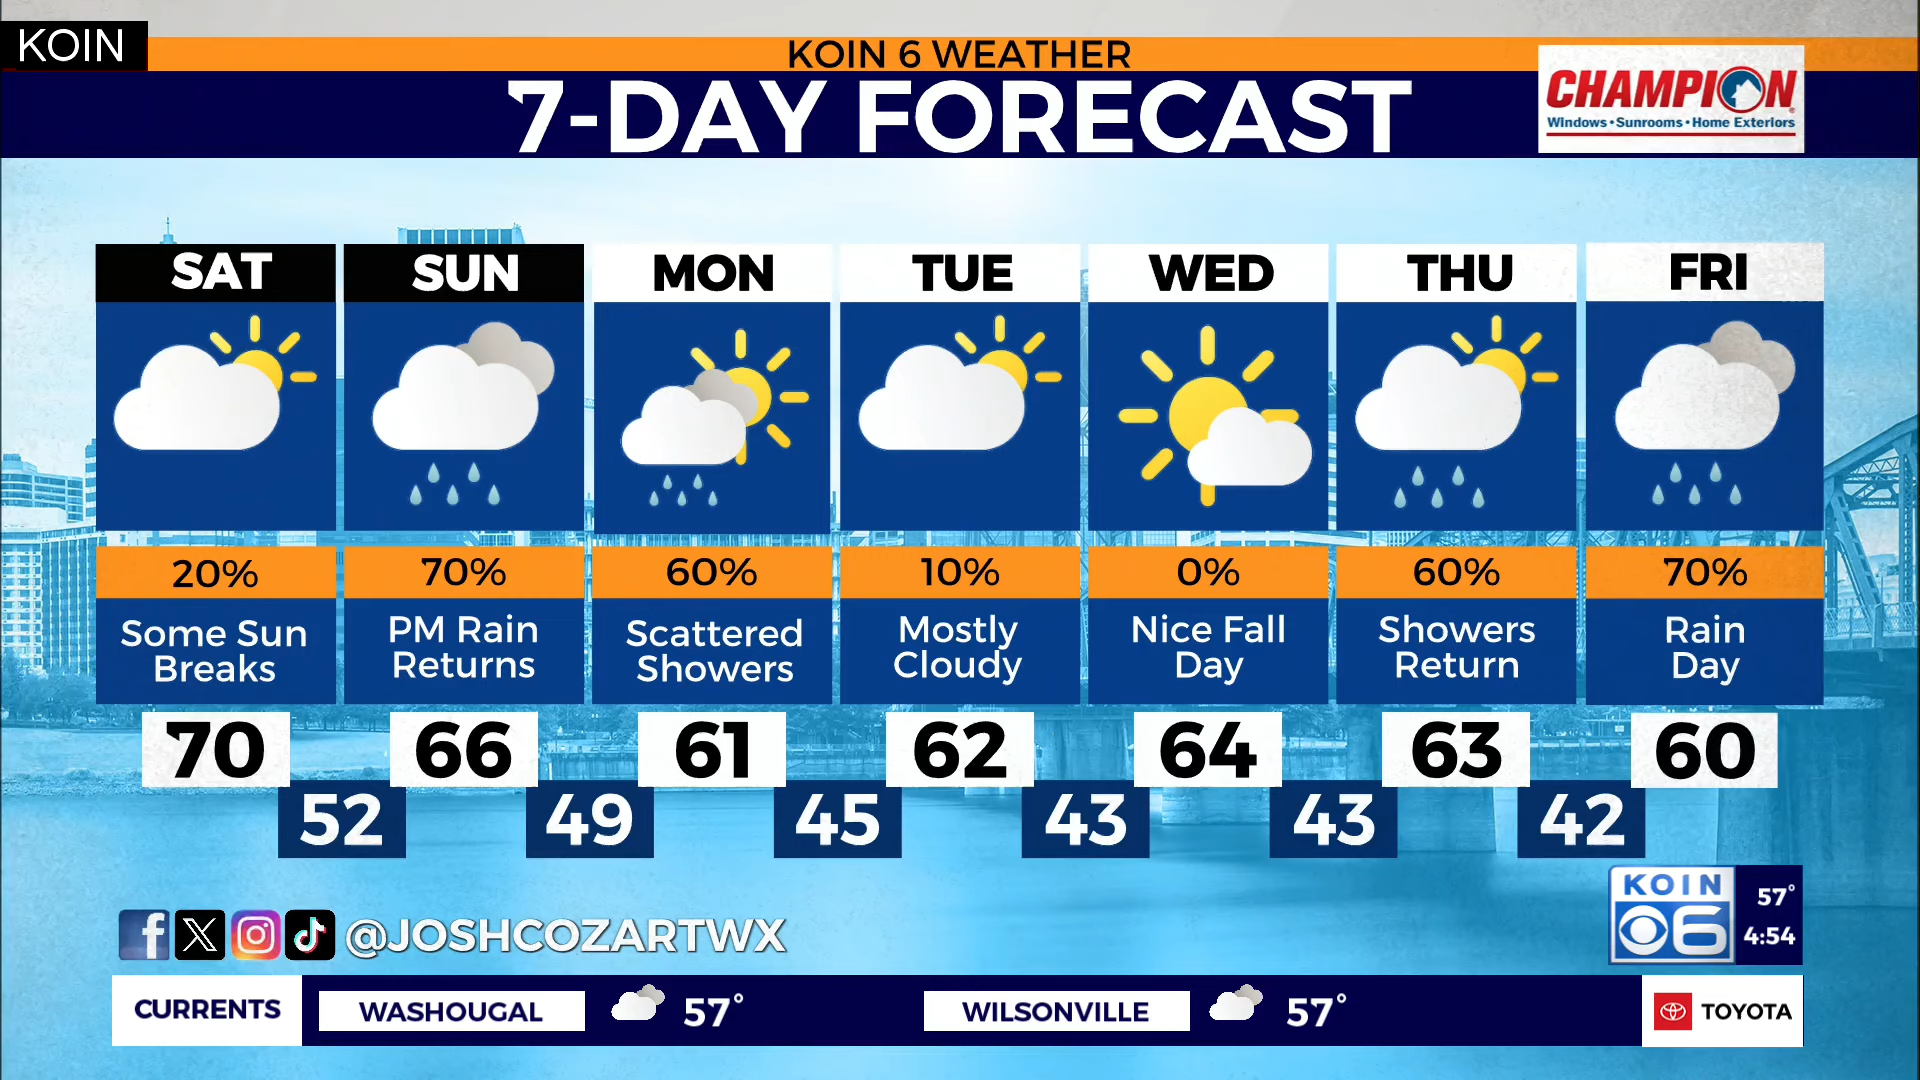 KOIN
KOIN 6 WEATHER
7-DAY FORECAST
CHAMPION
Windows • Sunrooms • Home Exteriors
SAT SUN MON TUE WED THU FRI
20% 70% 60% 10% 0% 60% 70%
Some Sun Breaks
PM Rain Returns
Scattered Showers
Mostly Cloudy
Nice Fall Day
Showers Return
Rain Day
70 66 61 62 64 63 60
52 49 45 43 43 42
@JOSHCOZARTWX
KOIN 6
57°
4:54
CURRENTS WASHOUGAL 57° WILSONVILLE 57° TOYOTA